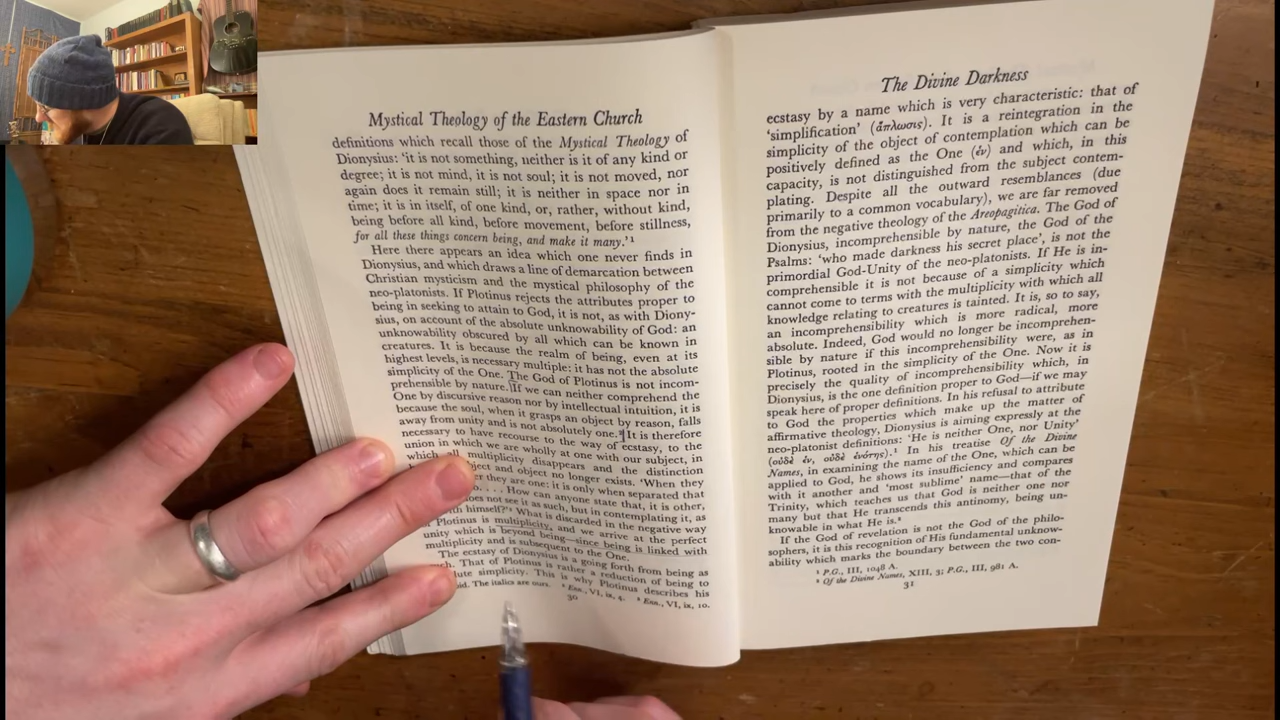 Mystical Theology of the Eastern Church
definitions which recall those of the Mystical Theology of
Dionysius: 'it is not something, neither is it of any kind or
degree; it is not mind, it is not soul; it is not moved, nor
again does it remain still; it is neither in space nor in
time; it is in itself, of one kind, or, rather, without kind,
being before all kind, before movement, before stillness,
for all these things concern being, and make it many.'¹
Here there appears an idea which one never finds in
Dionysius, and which draws a line of demarcation between
Christian mysticism and the mystical philosophy of the
neo-platonists. If Plotinus rejects the attributes proper to
being in seeking to attain to God, it is not, as with Diony-
sius, on account of the absolute unknowability of God: an
unknowability obscured by all which can be known in
creatures. It is because the realm of being, even at its
highest levels, is necessary multiple: it has not the absolute
simplicity of the One. The God of Plotinus is not incom-
prehensible by nature. If we can neither comprehend the
One by discursive reason nor by intellectual intuition, it is
because the soul, when it grasps an object by reason, falls
away from unity and is not absolutely one.² It is therefore
necessary to have recourse to the way of ecstasy, to the
union in which we are wholly at one with our subject, in
which all multiplicity disappears and the distinction
object and object no longer exists. 'When they
they are one: it is only when separated that
. . . . How can anyone state that, it is other,
does not see it as such, but in contemplating it, as
with himself?'³ What is discarded in the negative way
of Plotinus is multiplicity, and we arrive at the perfect
unity which is beyond being—since being is linked with
multiplicity and is subsequent to the One.
The ecstasy of Dionysius is a going forth from being as
That of Plotinus is rather a reduction of being to
simplicity. This is why Plotinus describes his
The italics are ours. ² Enn., VI, ix, 4. ³ Enn., VI, ix, 10.
30
The Divine Darkness
ecstasy by a name which is very characteristic: that of
'simplification' (ἅπλωσις). It is a reintegration in the
simplicity of the object of contemplation which can be
positively defined as the One (ἐν) and which, in this
capacity, is not distinguished from the subject contem-
plating. Despite all the outward resemblances (due
primarily to a common vocabulary), we are far removed
from the negative theology of the Areopagitica. The God of
Dionysius, incomprehensible by nature, the God of the
Psalms: 'who made darkness his secret place', is not the
primordial God-Unity of the neo-platonists. If He is in-
comprehensible it is not because of a simplicity which
cannot come to terms with the multiplicity with which all
knowledge relating to creatures is tainted. It is, so to say,
an incomprehensibility which is more radical, more
absolute. Indeed, God would no longer be incomprehen-
sible by nature if this incomprehensibility were, as in
Plotinus, rooted in the simplicity of the One. Now it is
precisely the quality of incomprehensibility which, in
Dionysius, is the one definition proper to God—if we may
speak here of proper definitions. In his refusal to attribute
to God the properties which make up the matter of
affirmative theology, Dionysius is aiming expressly at the
neo-platonist definitions: 'He is neither One, nor Unity'
(οὐδὲ ἐν, οὐδὲ ἑνότης).¹ In his treatise Of the Divine
Names, in examining the name of the One, which can be
applied to God, he shows its insufficiency and compares
with it another and 'most sublime' name—that of the
Trinity, which teaches us that God is neither one nor
many but that He transcends this antinomy, being un-
knowable in what He is.²
If the God of revelation is not the God of the philo-
sophers, it is this recognition of His fundamental unknow-
ability which marks the boundary between the two con-
¹ P.G., III, 1048 A.
² Of the Divine Names, XIII, 3; P.G., III, 981 A.
31